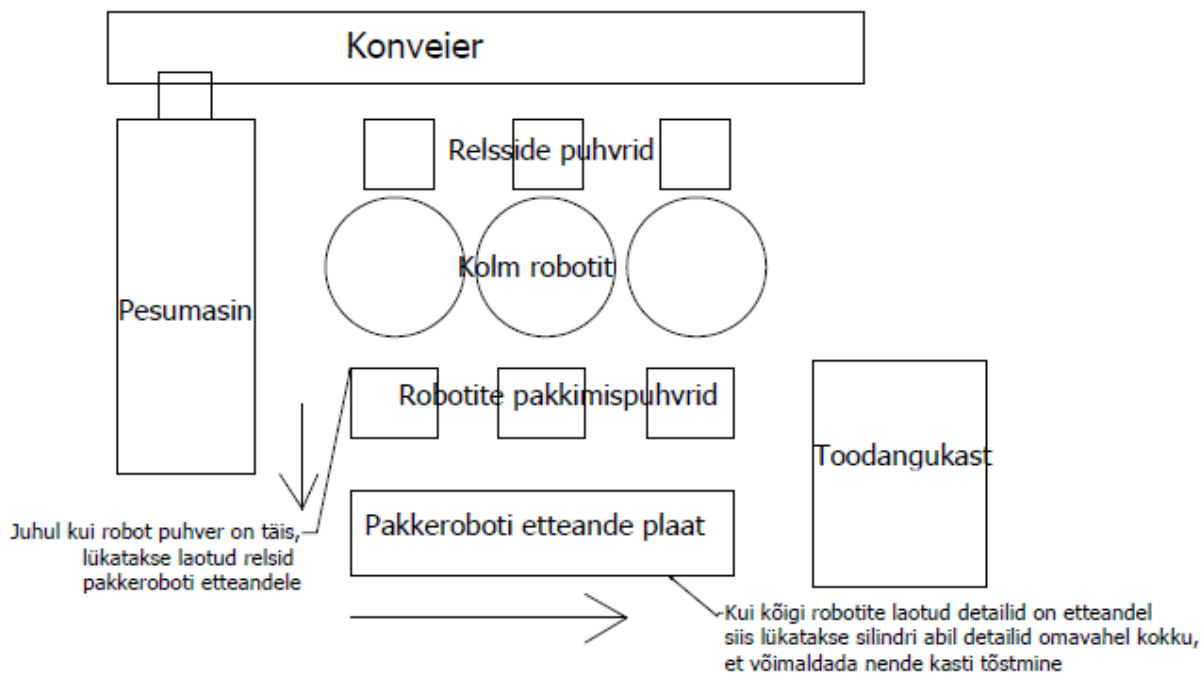 Konveier
Relsside puhvrid
Kolm robotit
Pesumasin
Robotite pakkimispuhvrid
Toodangukast
Pakkeroboti etteande plaat
Juhul kui robot puhver on täis,
lükatakse laotud relsid
pakkeroboti etteandele
Kui kõigi robotite laotud detailid on etteandel
siis lükatakse silindri abil detailid omavahel kokku,
et võimaldada nende kasti tõstmine